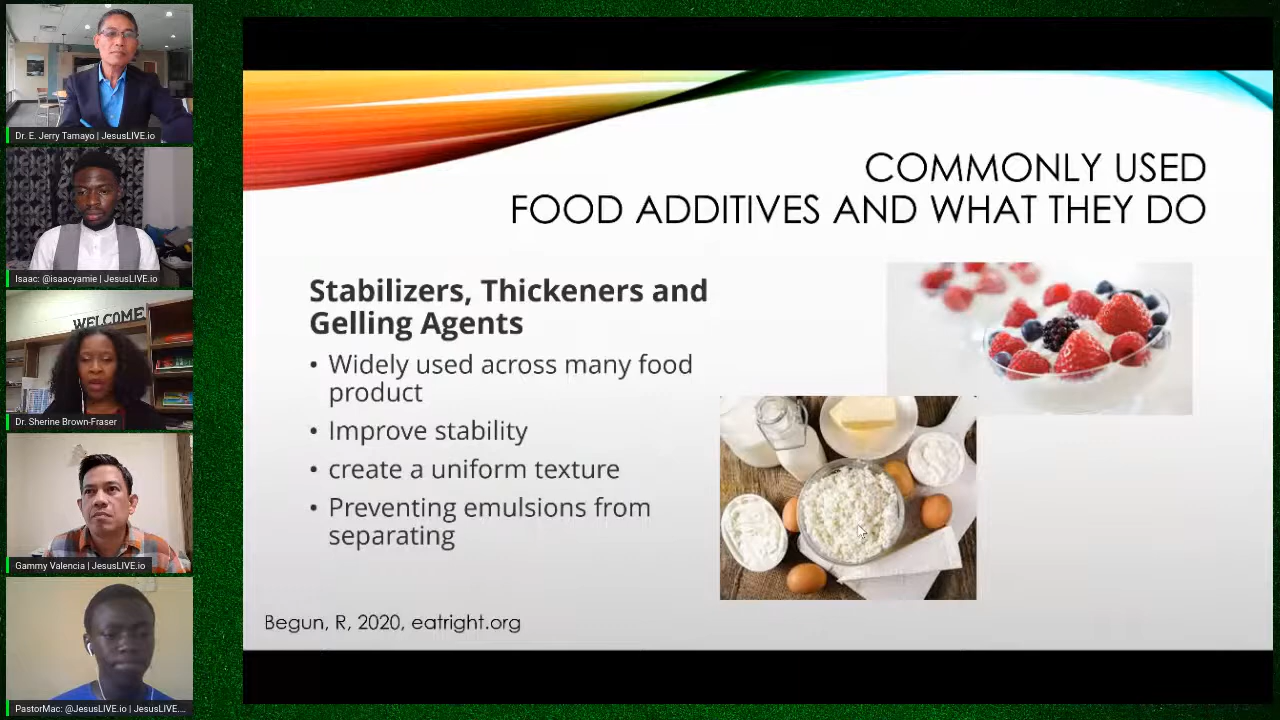 Dr. E. Jerry Tamayo | JesusLIVE.io
Isaac: @isaacyamie | JesusLIVE.io
WELCOME
Dr. Sherine Brown-Fraser
Gammy Valencia | JesusLIVE.io
PastorMac: @JesusLIVE.io | JesusLIVE....
COMMONLY USED
FOOD ADDITIVES AND WHAT THEY DO
Stabilizers, Thickeners and
Gelling Agents
• Widely used across many food
product
• Improve stability
• create a uniform texture
• Preventing emulsions from
separating
Begun, R, 2020, eatright.org